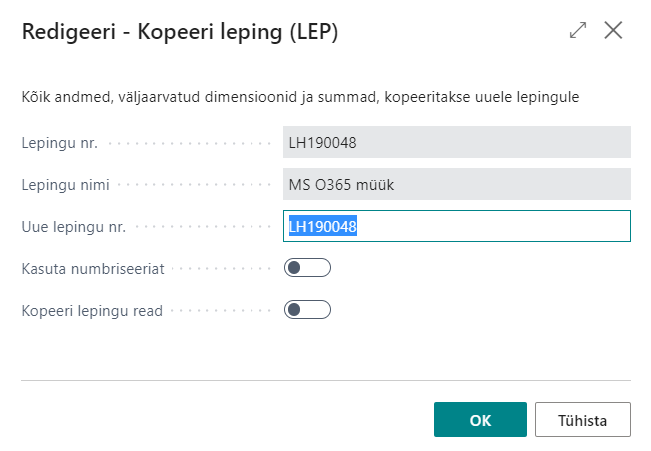 Redigeeri - Kopeeri leping (LEP)
Kõik andmed, väljaarvatud dimensioonid ja summad, kopeeritakse uuele lepingule
Lepingu nr. LH190048
Lepingu nimi MS O365 müük
Uue lepingu nr. LH190048
Kasuta numbriseeriat
Kopeeri lepingu read
OK Tühista